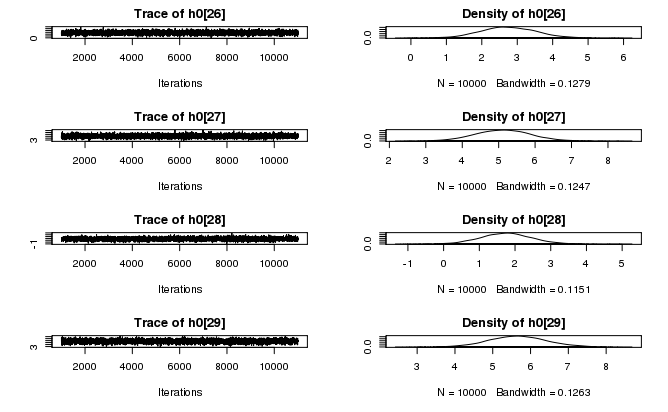 Trace of h0[26]
Density of h0[26]
0
0.0
2000 4000 6000 8000 10000
0 1 2 3 4 5 6
Iterations
N = 10000 Bandwidth = 0.1279
Trace of h0[27]
Density of h0[27]
3
0.0
2000 4000 6000 8000 10000
2 3 4 5 6 7 8
Iterations
N = 10000 Bandwidth = 0.1247
Trace of h0[28]
Density of h0[28]
-1
0.0
2000 4000 6000 8000 10000
-1 0 1 2 3 4 5
Iterations
N = 10000 Bandwidth = 0.1151
Trace of h0[29]
Density of h0[29]
3
0.0
2000 4000 6000 8000 10000
3 4 5 6 7 8
Iterations
N = 10000 Bandwidth = 0.1263